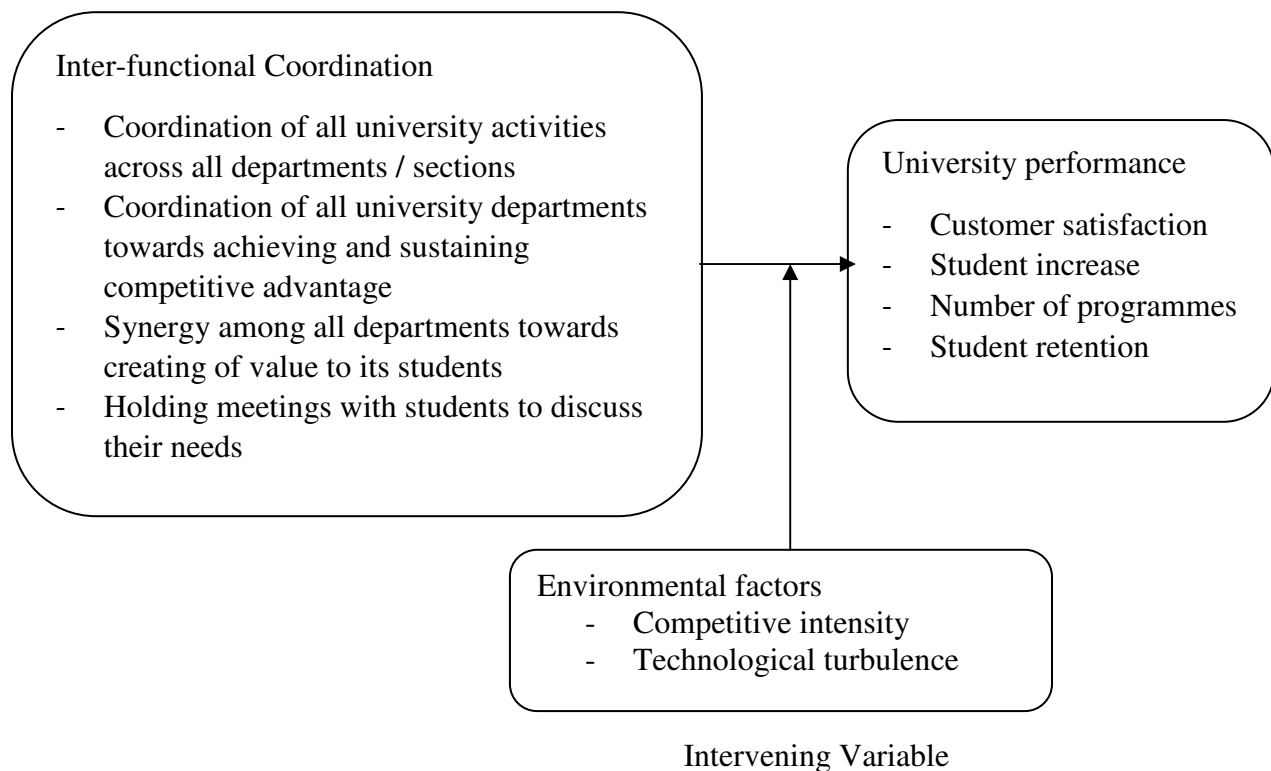 Inter-functional Coordination
- Coordination of all university activities
across all departments / sections
- Coordination of all university departments
towards achieving and sustaining
competitive advantage
- Synergy among all departments towards
creating of value to its students
- Holding meetings with students to discuss
their needs
University performance
- Customer satisfaction
- Student increase
- Number of programmes
- Student retention
Environmental factors
- Competitive intensity
- Technological turbulence
Intervening Variable